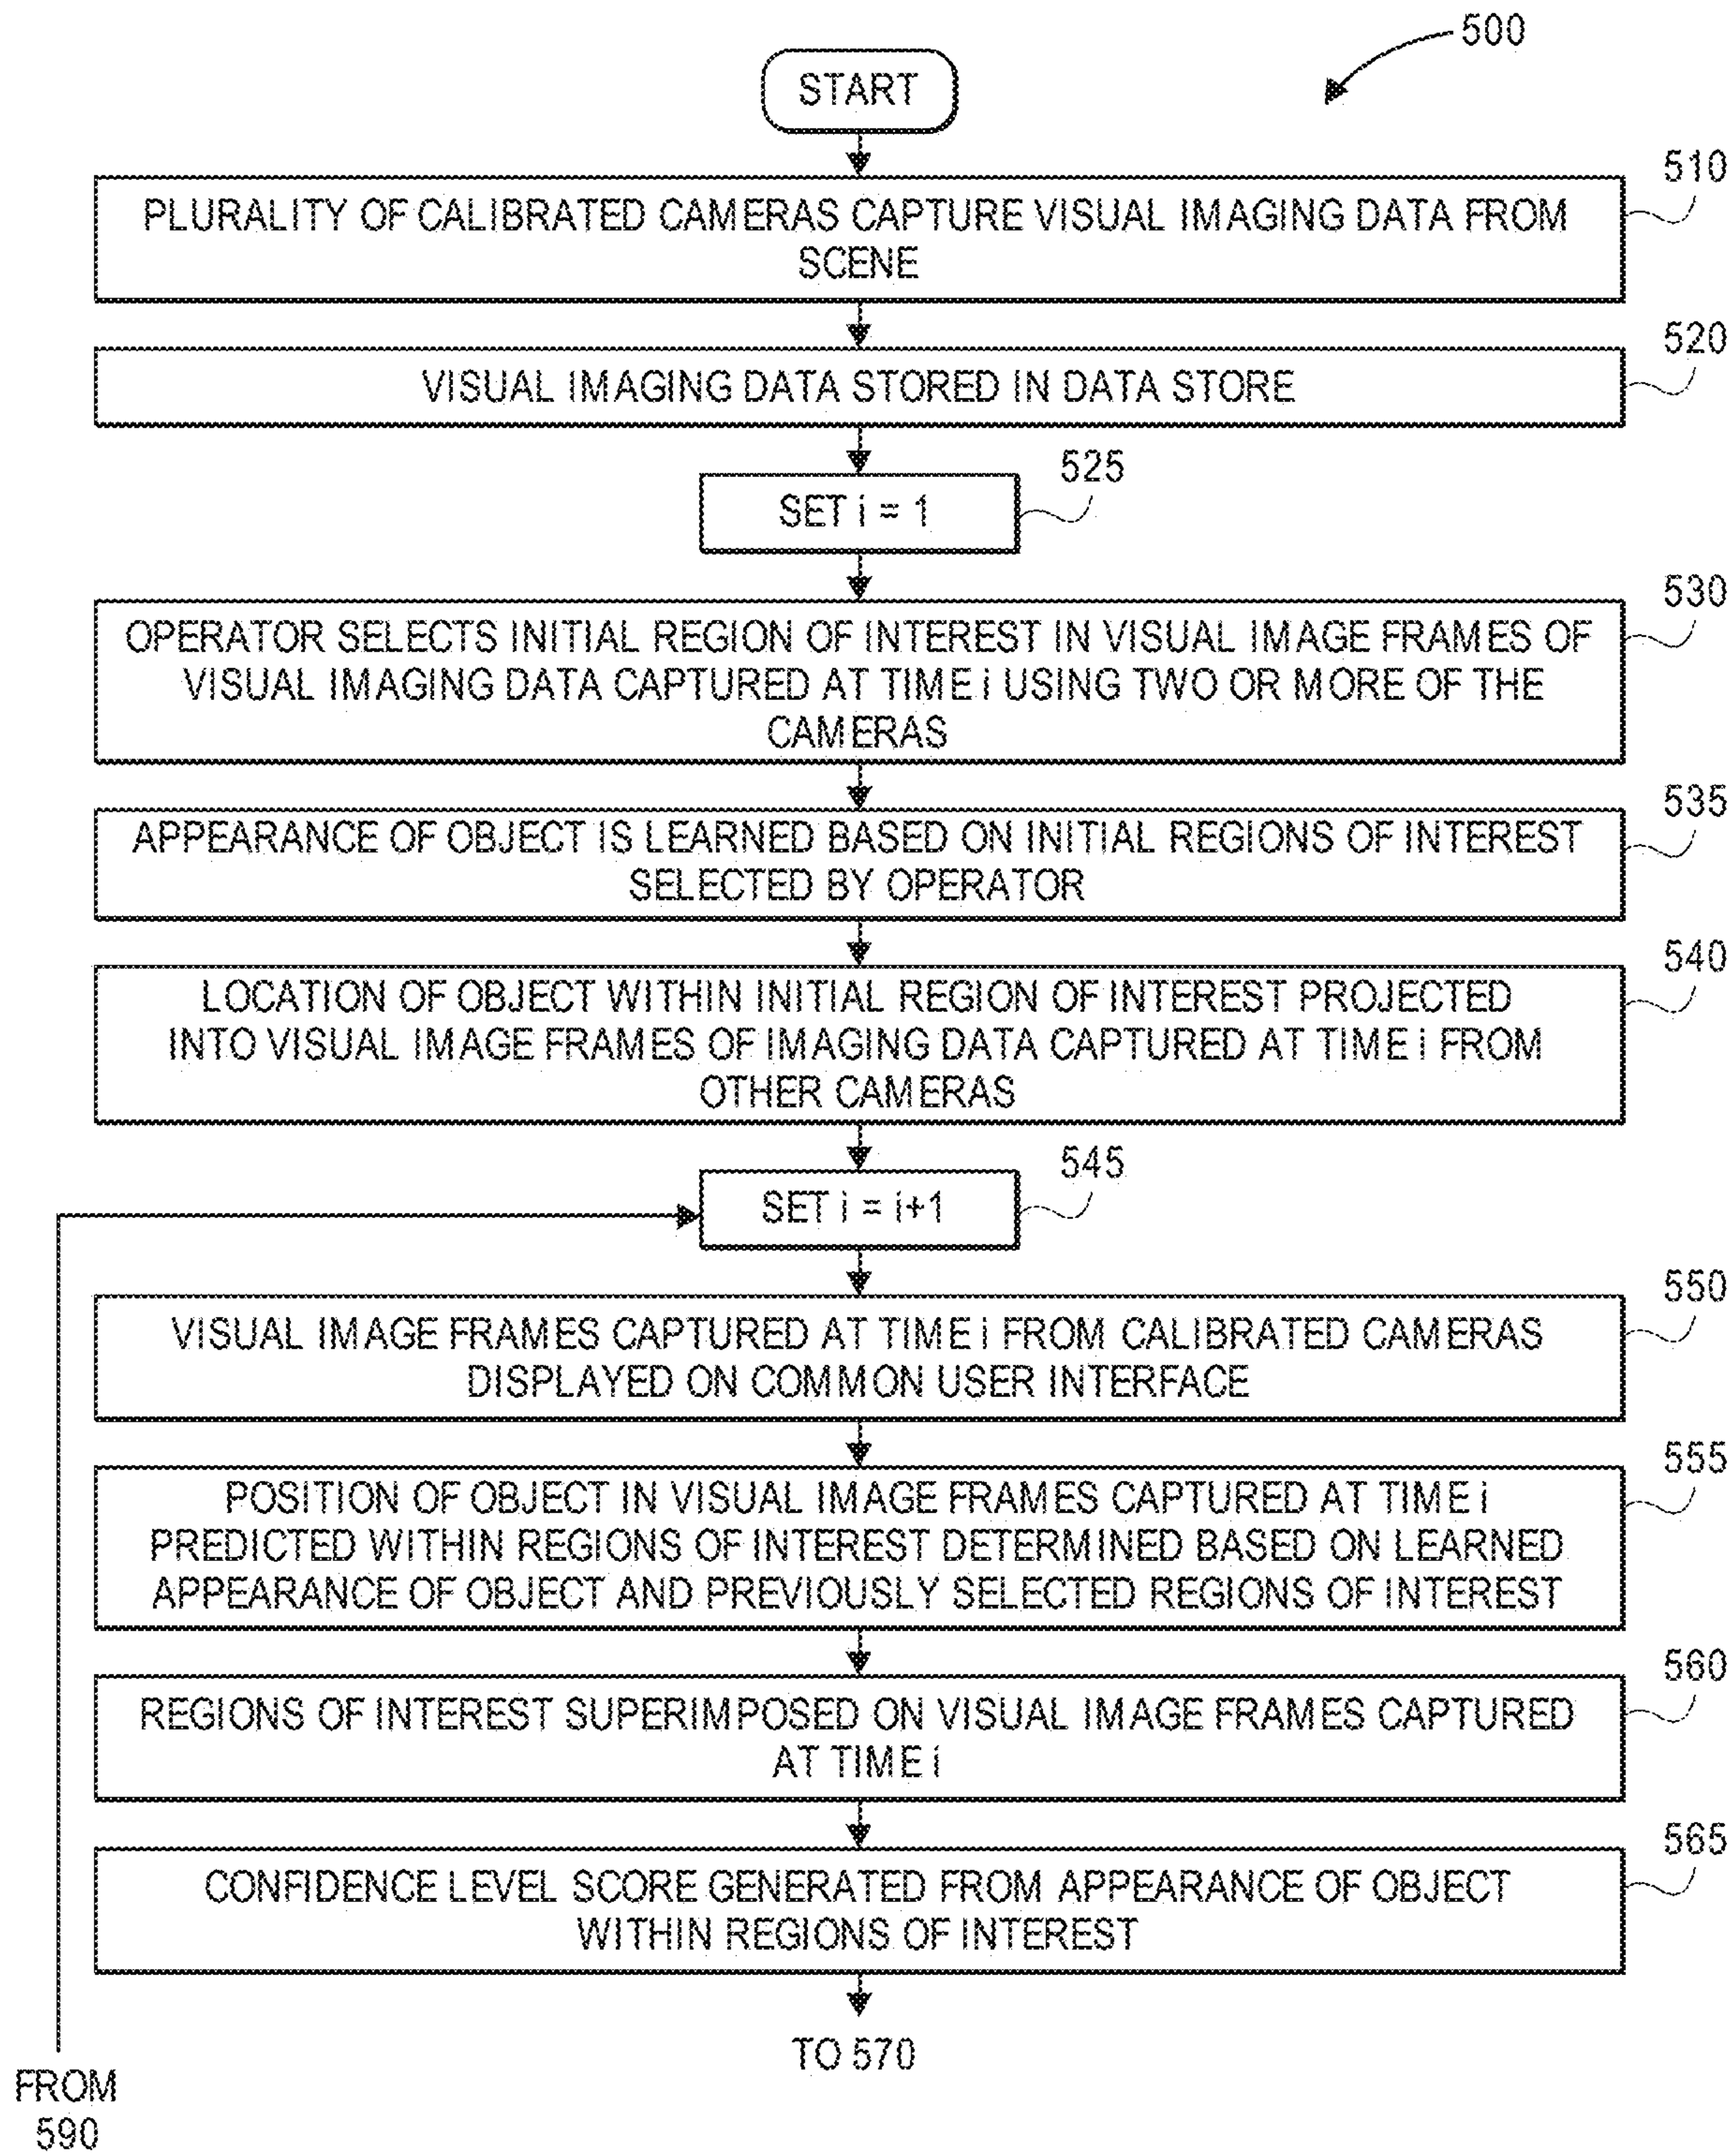 500
START
510
PLURALITY OF CALIBRATED CAMERAS CAPTURE VISUAL IMAGING DATA FROM
SCENE
520
VISUAL IMAGING DATA STORED IN DATA STORE
525
SET i = 1
530
OPERATOR SELECTS INITIAL REGION OF INTEREST IN VISUAL IMAGE FRAMES OF
VISUAL IMAGING DATA CAPTURED AT TIME i USING TWO OR MORE OF THE
CAMERAS
535
APPEARANCE OF OBJECT IS LEARNED BASED ON INITIAL REGIONS OF INTEREST
SELECTED BY OPERATOR
540
LOCATION OF OBJECT WITHIN INITIAL REGION OF INTEREST PROJECTED
INTO VISUAL IMAGE FRAMES OF IMAGING DATA CAPTURED AT TIME i FROM
OTHER CAMERAS
545
SET i = i+1
550
VISUAL IMAGE FRAMES CAPTURED AT TIME i FROM CALIBRATED CAMERAS
DISPLAYED ON COMMON USER INTERFACE
555
POSITION OF OBJECT IN VISUAL IMAGE FRAMES CAPTURED AT TIME i
PREDICTED WITHIN REGIONS OF INTEREST DETERMINED BASED ON LEARNED
APPEARANCE OF OBJECT AND PREVIOUSLY SELECTED REGIONS OF INTEREST
560
REGIONS OF INTEREST SUPERIMPOSED ON VISUAL IMAGE FRAMES CAPTURED
AT TIME i
565
CONFIDENCE LEVEL SCORE GENERATED FROM APPEARANCE OF OBJECT
WITHIN REGIONS OF INTEREST
TO 570
FROM
590